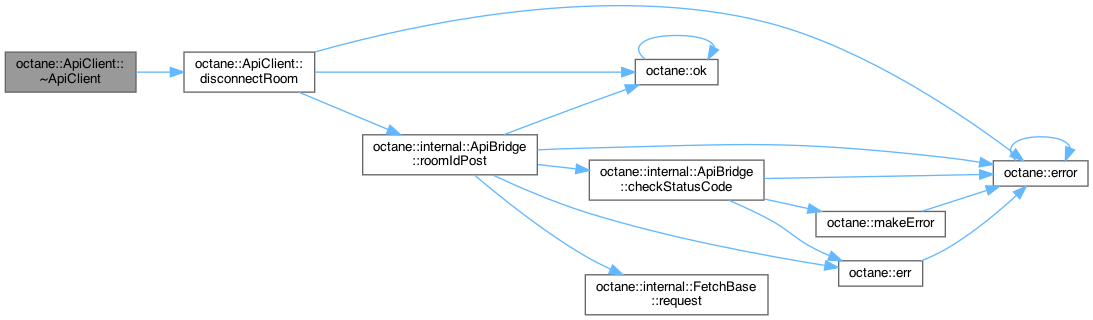 octane::ApiClient::
~ApiClient
octane::ApiClient::
disconnectRoom
octane::ok
octane::internal::ApiBridge
::roomIdPost
octane::internal::ApiBridge
::checkStatusCode
octane::error
octane::makeError
octane::err
octane::internal::FetchBase
::request